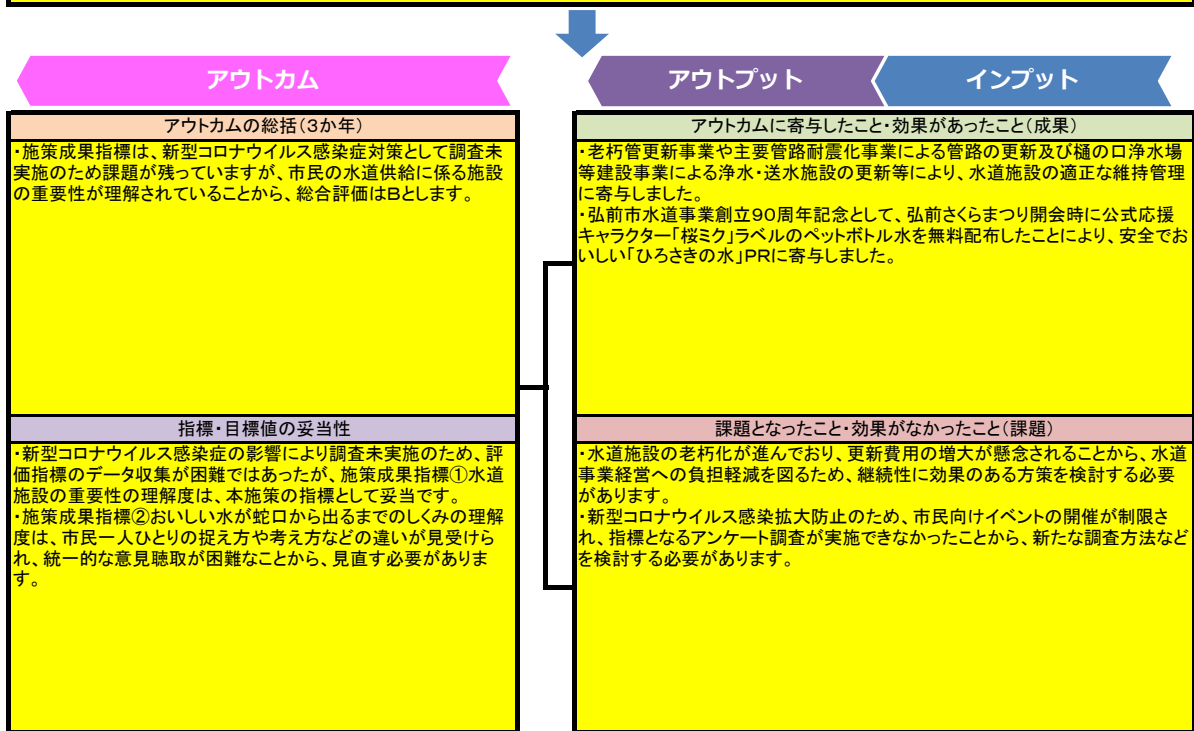 アウトカム
アウトプット
インプット
アウトカムの総括(3か年)
・施策成果指標は、新型コロナウイルス感染症対策として調査未
実施のため課題が残っていますが、市民の水道供給に係る施設
の重要性が理解されていることから、総合評価はBとします。
指標・目標値の妥当性
・新型コロナウイルス感染症の影響により調査未実施のため、評
価指標のデータ収集が困難ではあったが、施策成果指標①水道
施設の重要性の理解度は、本施策の指標として妥当です。
・施策成果指標②おいしい水が蛇口から出るまでのしくみの理解
度は、市民一人ひとりの捉え方や考え方などの違いが見受けら
れ、統一的な意見聴取が困難なことから、見直す必要がありま
す。
アウトカムに寄与したこと・効果があったこと(成果)
・老朽管更新事業や主要管路耐震化事業による管路の更新及び樋の口浄水場
等建設事業による浄水・送水施設の更新等により、水道施設の適正な維持管理
に寄与しました。
・弘前市水道事業創立90周年記念として、弘前さくらまつり開会時に公式応援
キャラクター「桜ミク」ラベルのペットボトル水を無料配布したことにより、安全でお
いしい「ひろさきの水」PRに寄与しました。
課題となったこと・効果がなかったこと(課題)
・水道施設の老朽化が進んでおり、更新費用の増大が懸念されることから、水道
事業経営への負担軽減を図るため、継続性に効果のある方策を検討する必要
があります。
・新型コロナウイルス感染拡大防止のため、市民向けイベントの開催が制限さ
れ、指標となるアンケート調査が実施できなかったことから、新たな調査方法など
を検討する必要があります。